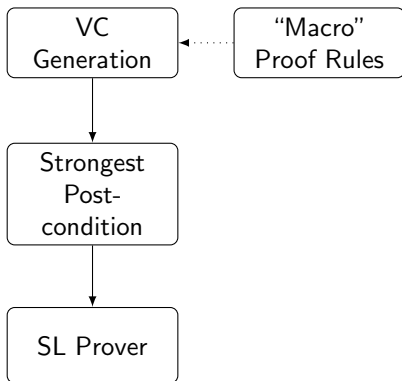 VC
Generation
“Macro”
Proof Rules
Strongest
Post-
condition
SL Prover